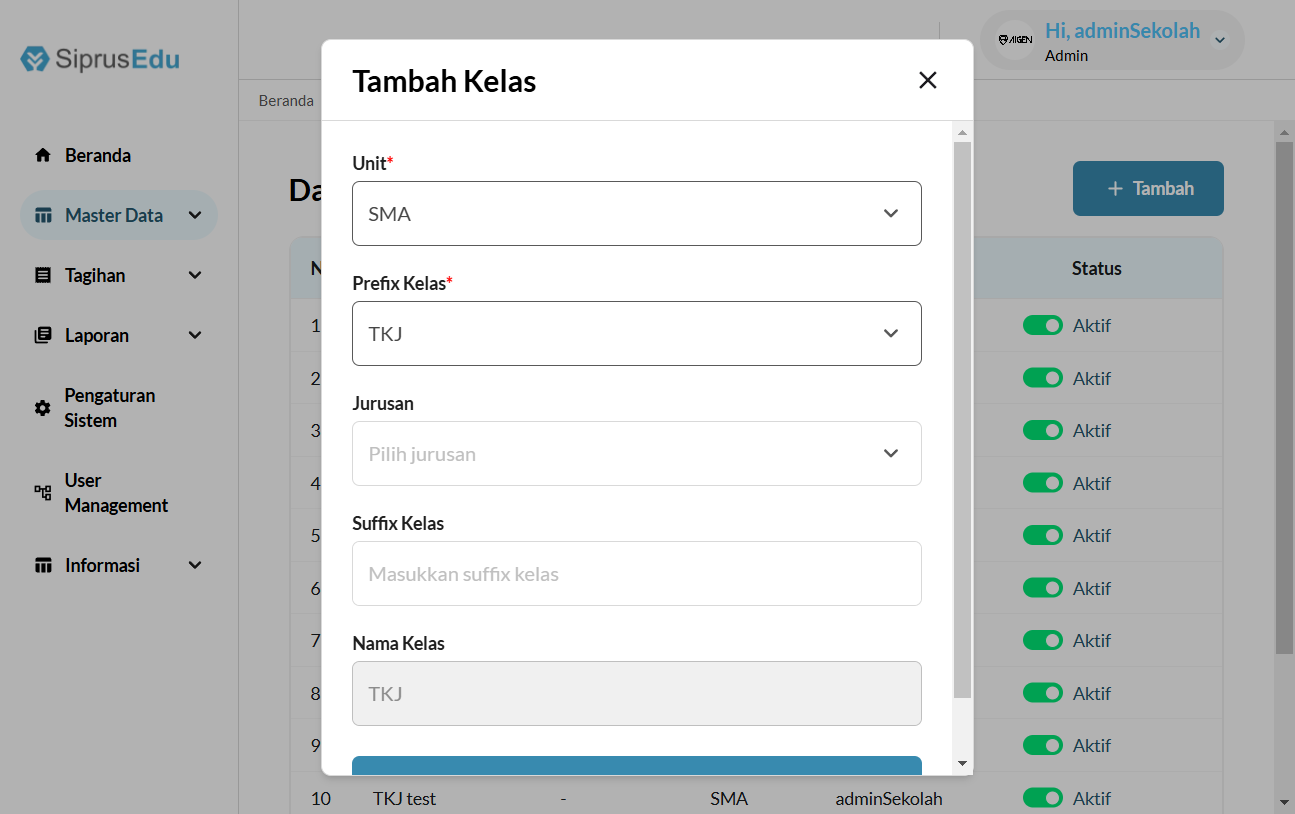 SiprusEdu
Beranda
Master Data
Tagihan
Laporan
Pengaturan
Sistem
User
Management
Informasi
AIGEN
Hi, adminSekolah
Admin
Beranda
Tambah
Status
1 Aktif
2 Aktif
3 Aktif
4 Aktif
5 Aktif
6 Aktif
7 Aktif
8 Aktif
9 Aktif
10 TKJ test - SMA adminSekolah Aktif
Tambah Kelas
Unit*
SMA
Prefix Kelas*
TKJ
Jurusan
Pilih jurusan
Suffix Kelas
Masukkan suffix kelas
Nama Kelas
TKJ